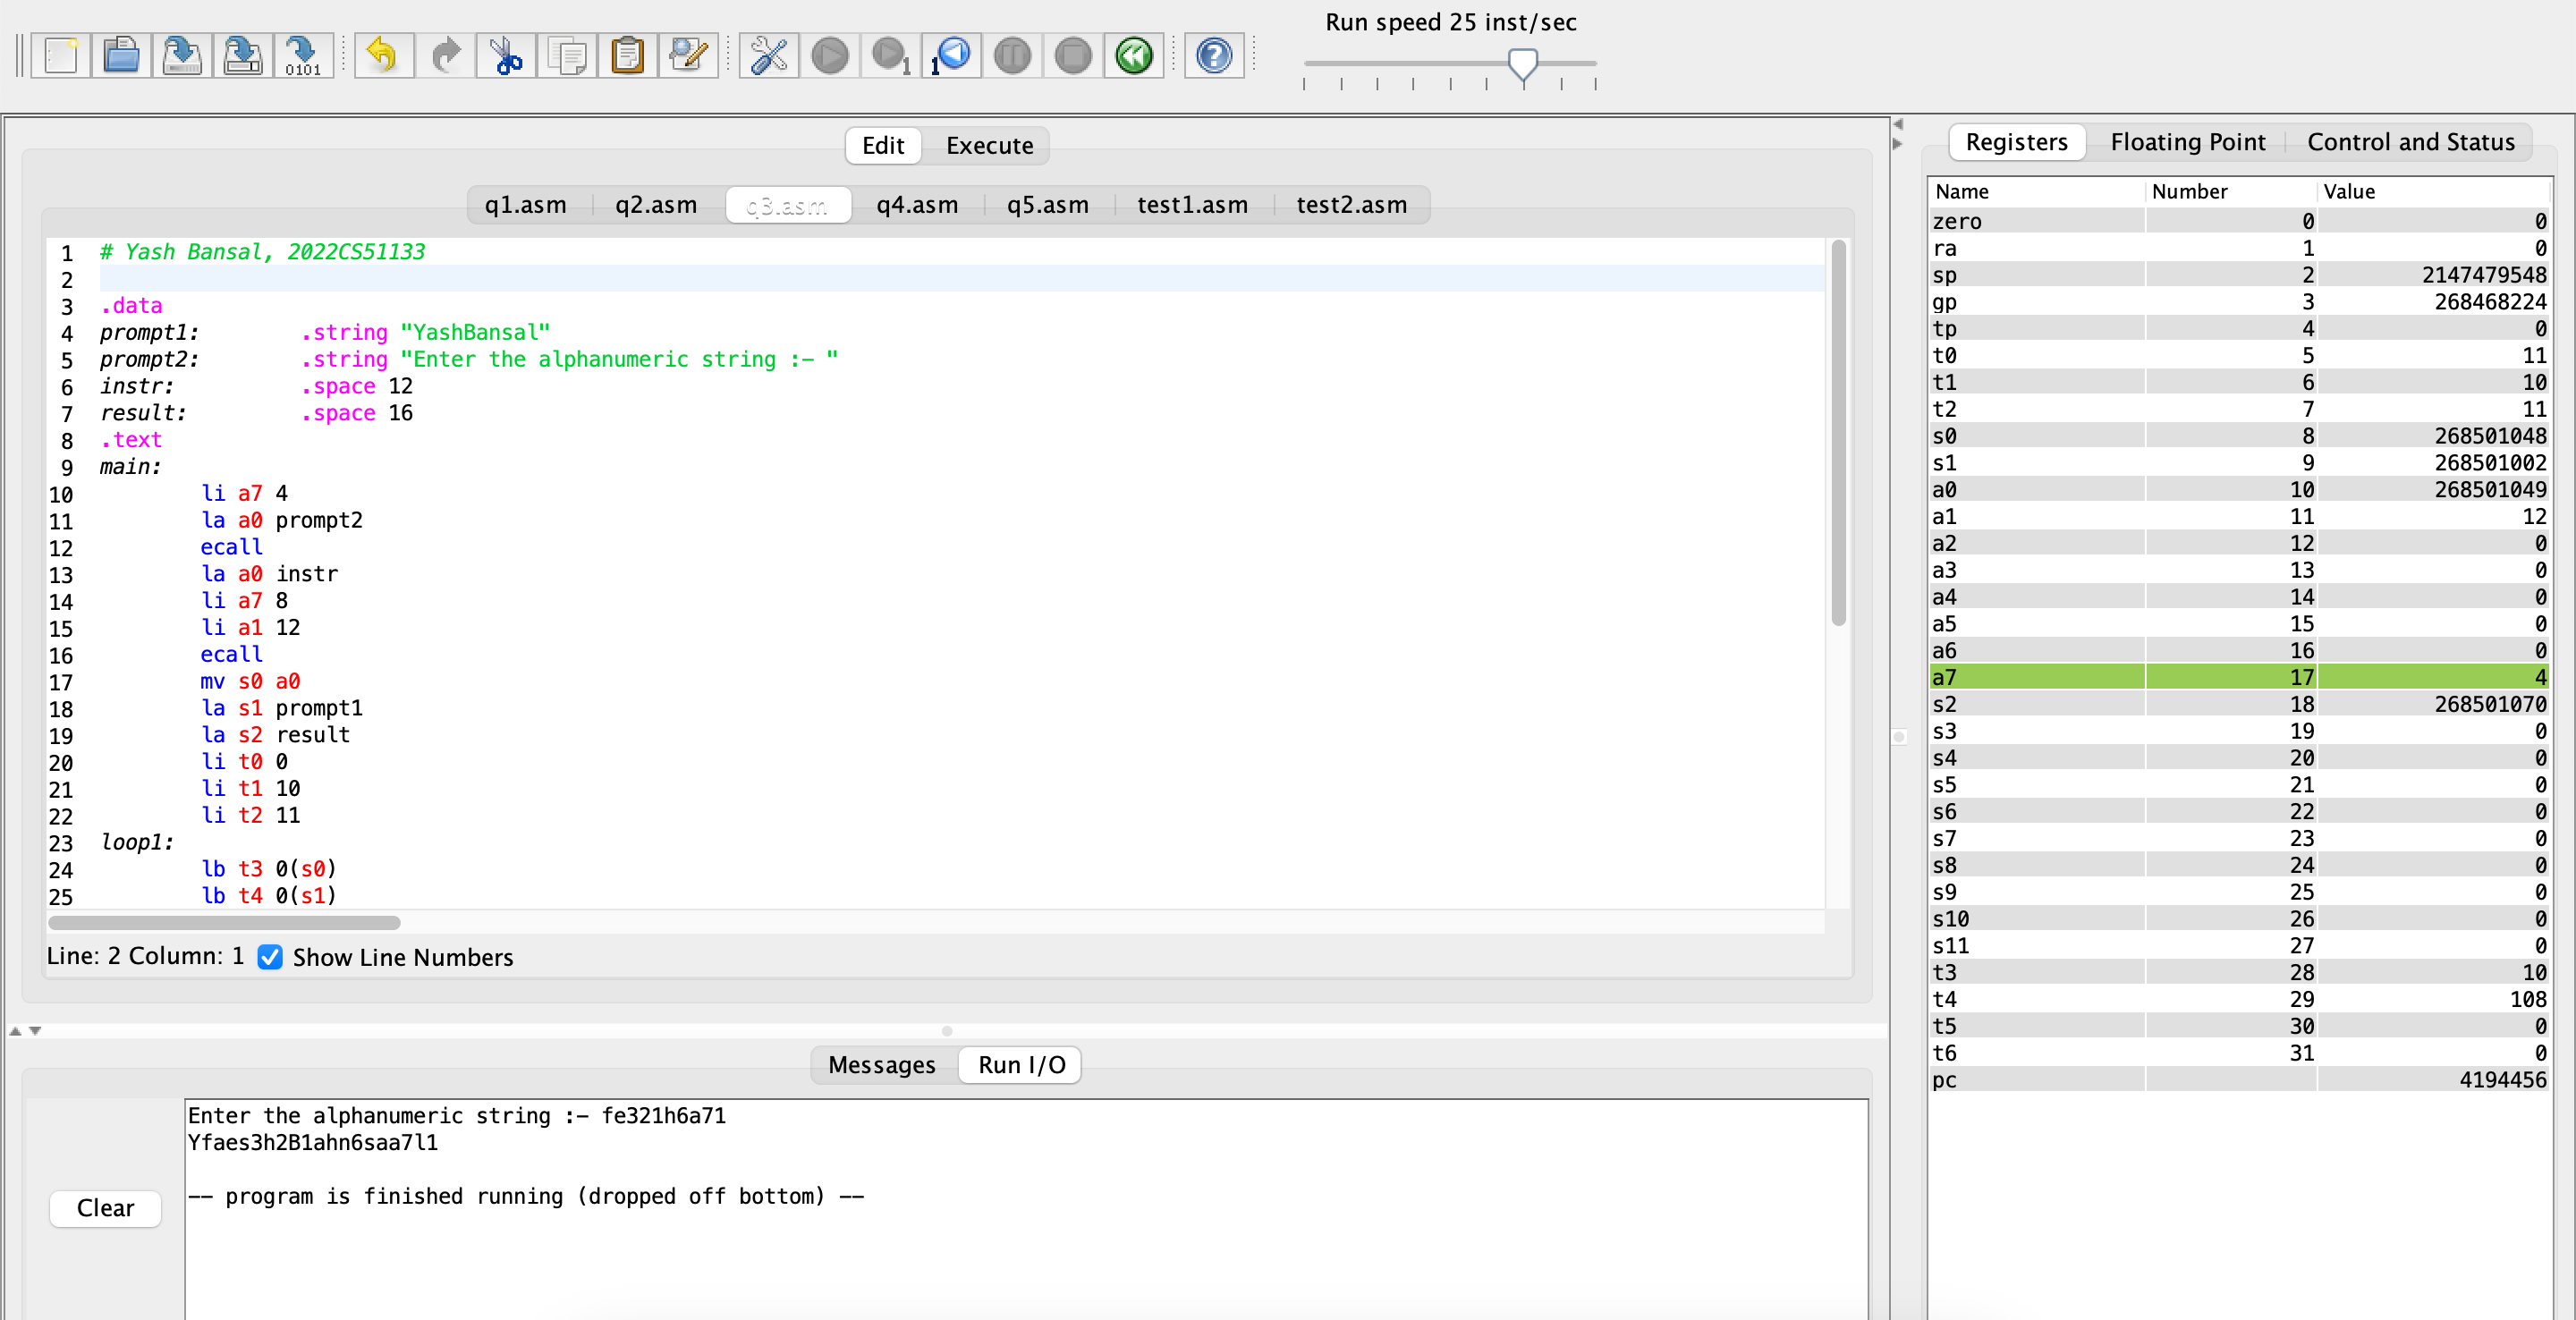 Run speed 25 inst/sec
0101
1
1
Edit Execute
q1.asm q2.asm q3.asm q4.asm q5.asm test1.asm test2.asm
1 # Yash Bansal, 2022CS51133
2
3 .data
4 prompt1: .string "YashBansal"
5 prompt2: .string "Enter the alphanumeric string :- "
6 instr: .space 12
7 result: .space 16
8 .text
9 main:
10 li a7 4
11 la a0 prompt2
12 ecall
13 la a0 instr
14 li a7 8
15 li a1 12
16 ecall
17 mv s0 a0
18 la s1 prompt1
19 la s2 result
20 li t0 0
21 li t1 10
22 li t2 11
23 loop1:
24 lb t3 0(s0)
25 lb t4 0(s1)
Line: 2 Column: 1 Show Line Numbers
Messages Run I/O
Clear
Enter the alphanumeric string :- fe321h6a71
Yfaes3h2B1ahn6saa7l1
-- program is finished running (dropped off bottom) --
Registers Floating Point Control and Status
Name Number Value
zero 0 0
ra 1 0
sp 2 2147479548
gp 3 268468224
tp 4 0
t0 5 11
t1 6 10
t2 7 11
s0 8 268501048
s1 9 268501002
a0 10 268501049
a1 11 12
a2 12 0
a3 13 0
a4 14 0
a5 15 0
a6 16 0
a7 17 4
s2 18 268501070
s3 19 0
s4 20 0
s5 21 0
s6 22 0
s7 23 0
s8 24 0
s9 25 0
s10 26 0
s11 27 0
t3 28 10
t4 29 108
t5 30 0
t6 31 0
pc 4194456